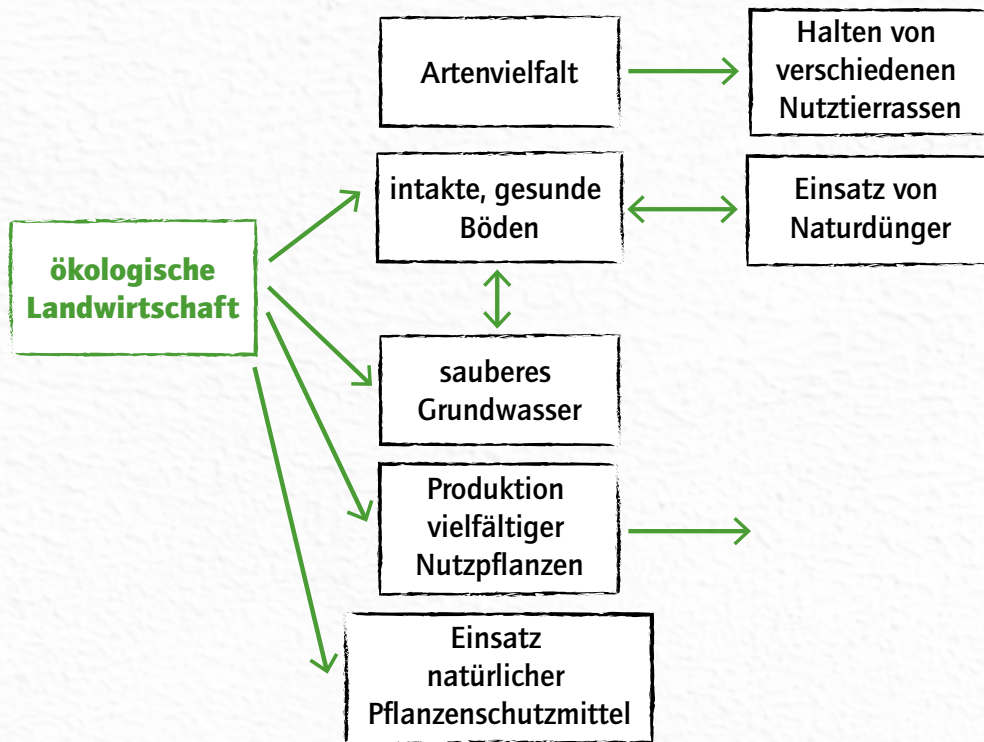 Artenvielfalt
Halten von
verschiedenen
Nutztierrassen
intakte, gesunde
Böden
Einsatz von
Naturdünger
ökologische
Landwirtschaft
sauberes
Grundwasser
Produktion
vielfältiger
Nutzpflanzen
Einsatz
natürlicher
Pflanzenschutzmittel